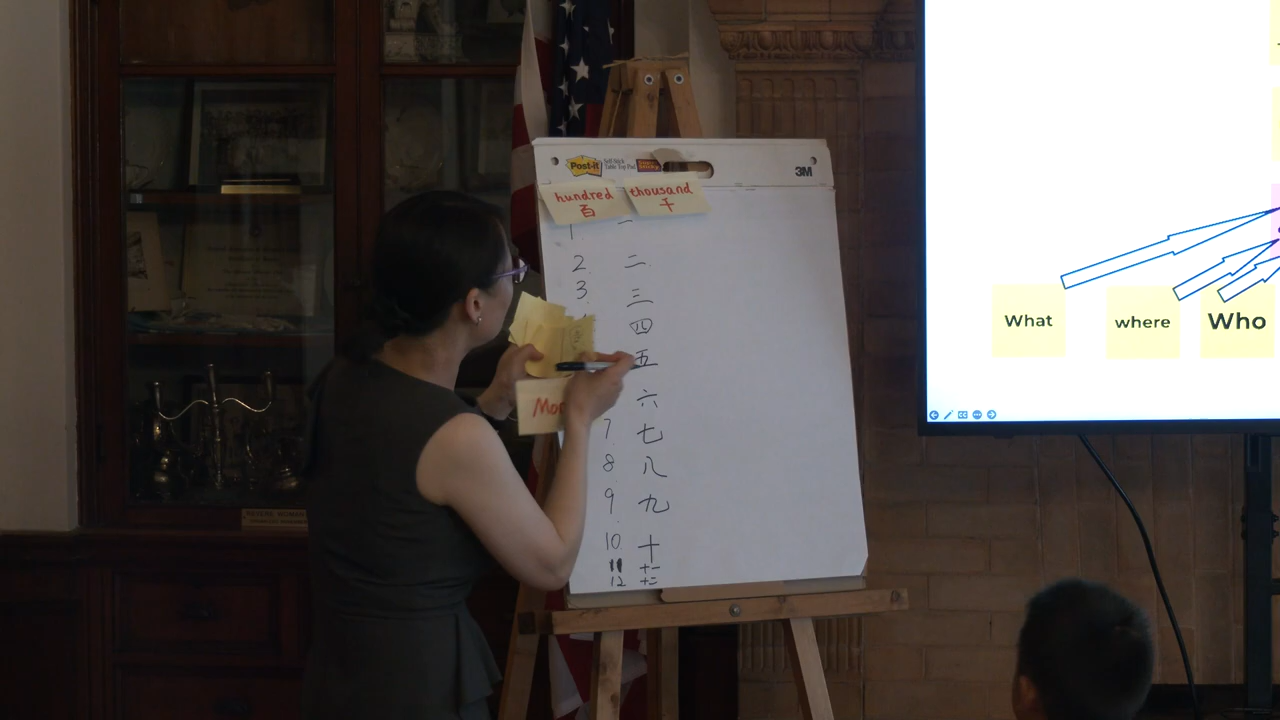 Post-it
3M
hundred
百
thousand
千
1 一
2 二
3 三
四
五
六
7 七
8 八
9 九
10 十
11 十一
12 十二
What
where
Who